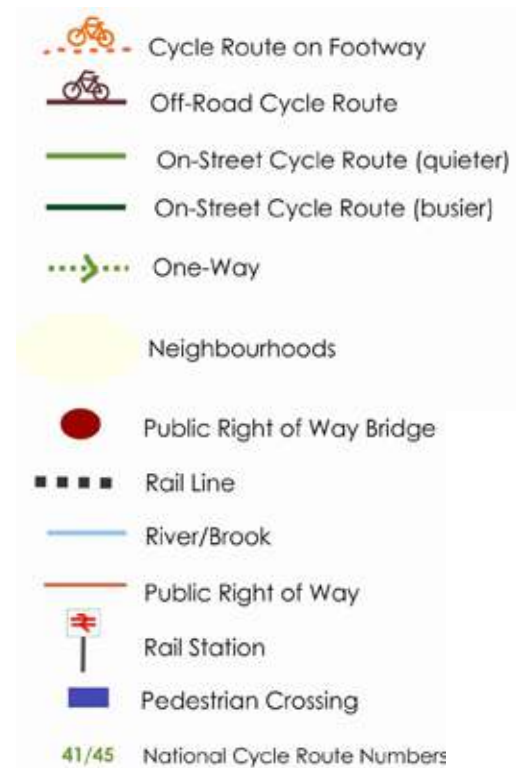 Cycle Route on Footway
Off-Road Cycle Route
On-Street Cycle Route (quieter)
On-Street Cycle Route (busier)
One-Way
Neighbourhoods
Public Right of Way Bridge
Rail Line
River/Brook
Public Right of Way
Rail Station
Pedestrian Crossing
41/45 National Cycle Route Numbers